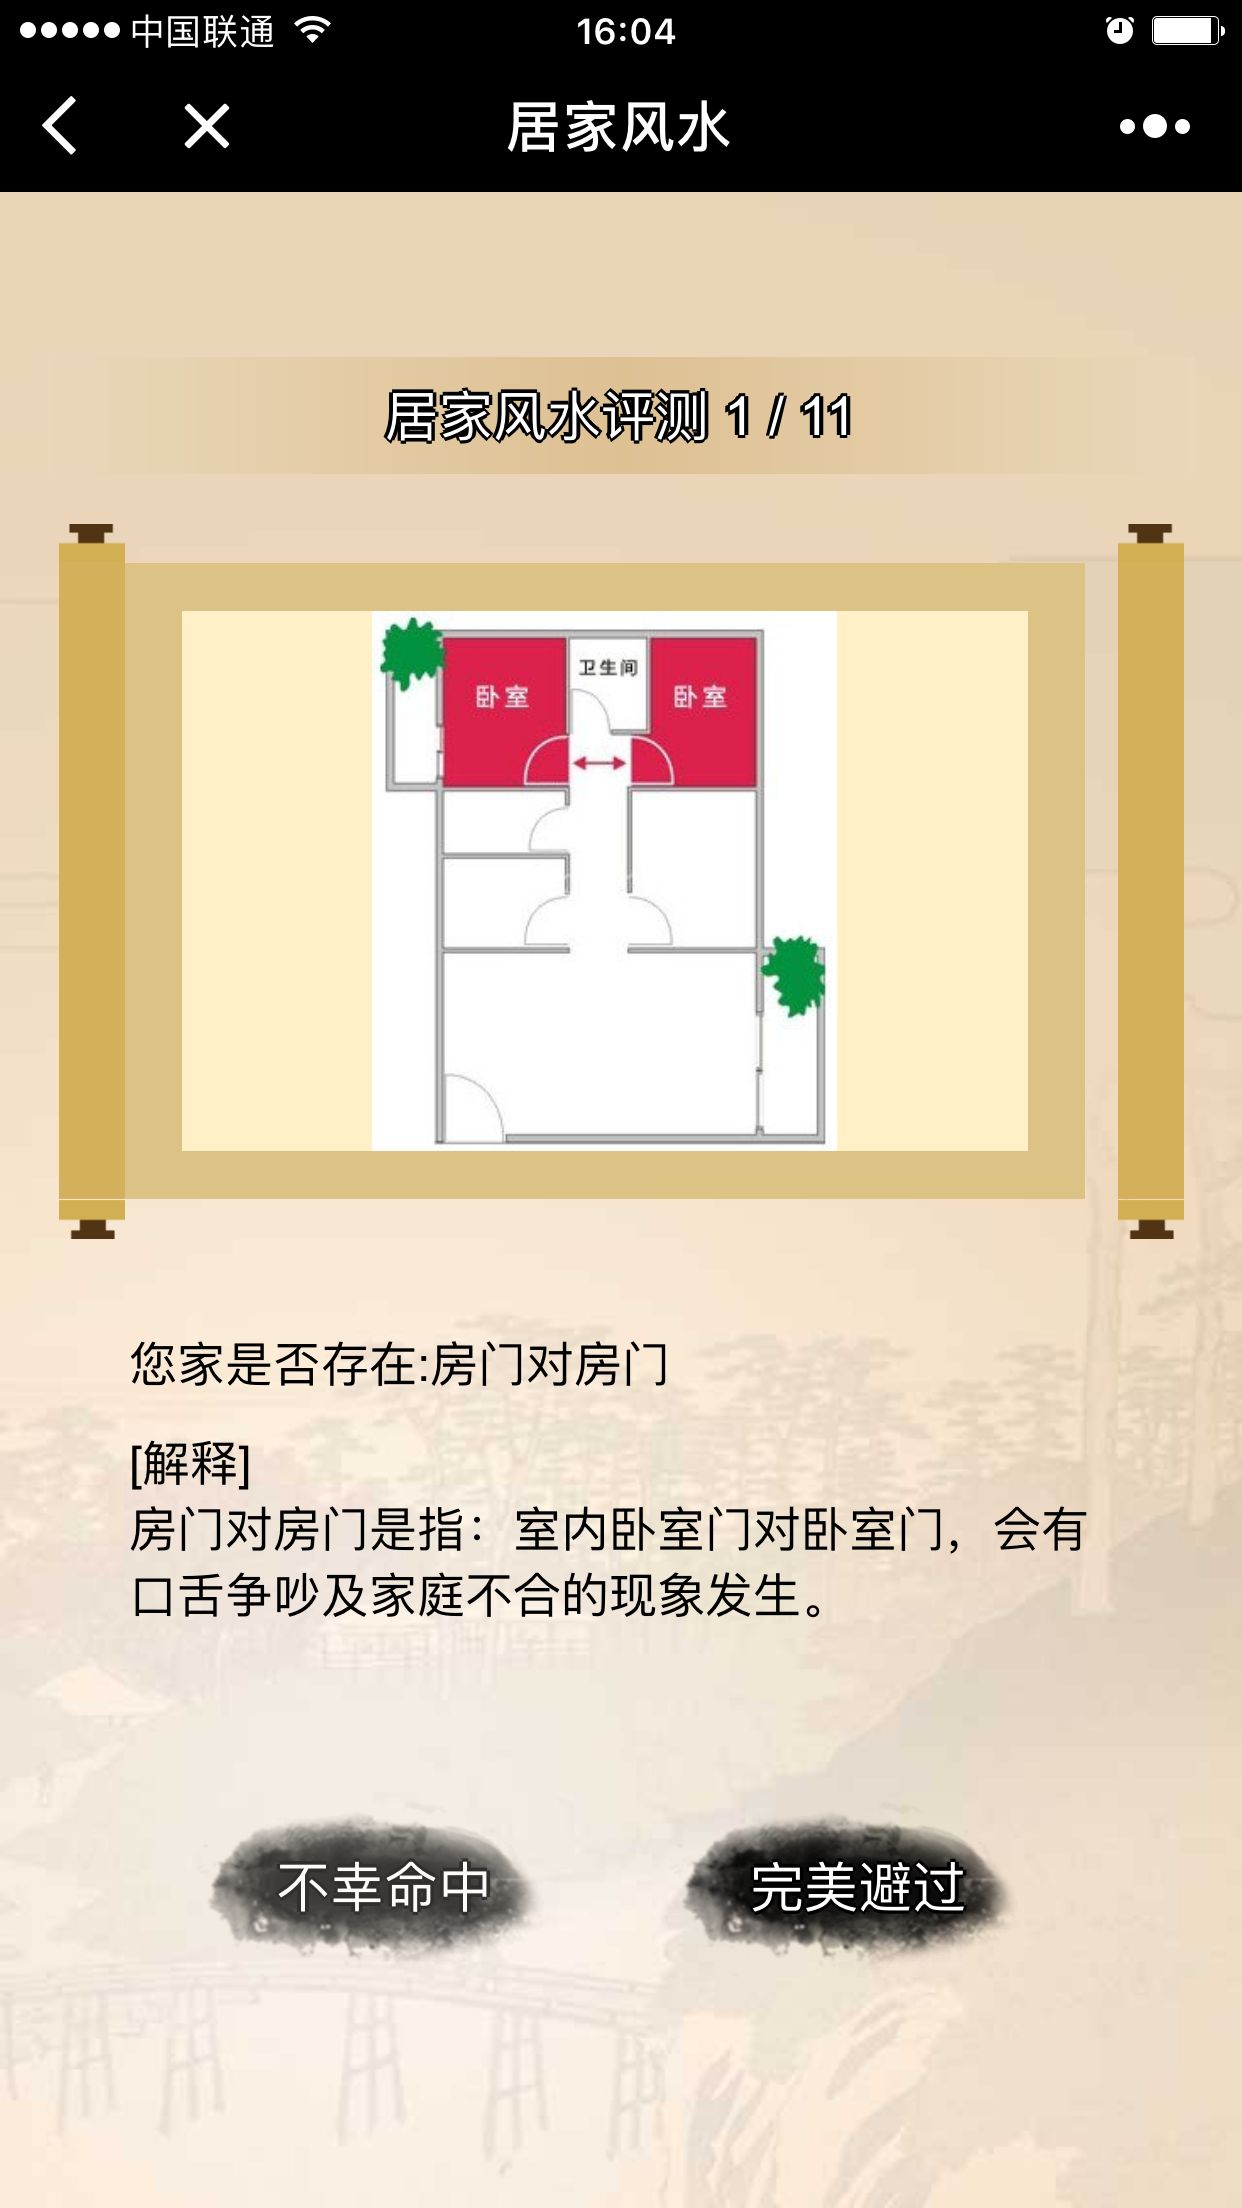 中国联通 16:04
居家风水
居家风水评测 1 / 11
卧室 卫生间 卧室
您家是否存在:房门对房门
[解释]
房门对房门是指：室内卧室门对卧室门，会有
口舌争吵及家庭不合的现象发生。
不幸命中 完美避过